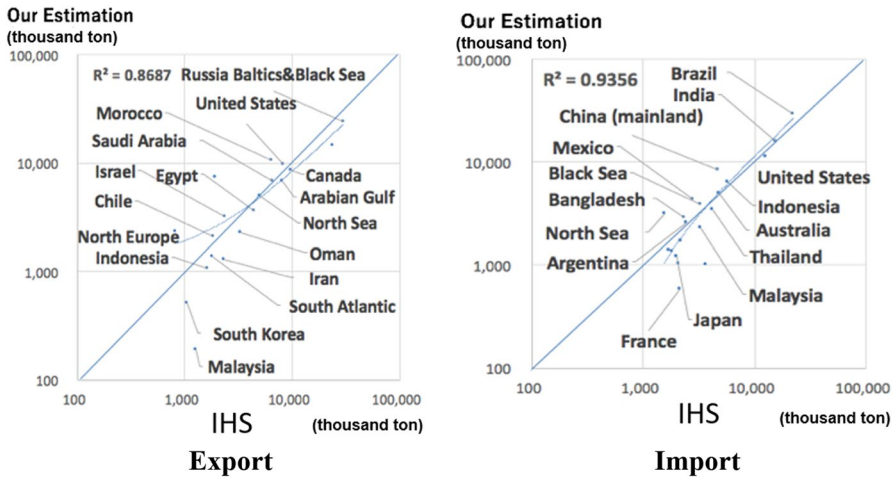 Our Estimation
(thousand ton)
100,000
R² = 0.8687 Russia Baltics&Black Sea
United States
Morocco
Saudi Arabia
10,000
Israel
Egypt
Canada
Arabian Gulf
Chile
North Sea
North Europe
Oman
Indonesia
1,000
Iran
South Atlantic
South Korea
Malaysia
100
100 1,000 10,000 100,000
IHS (thousand ton)
Export
Our Estimation
(thousand ton)
100,000
R² = 0.9356
Brazil
India
China (mainland)
Mexico
10,000
Black Sea
United States
Bangladesh
Indonesia
North Sea
Australia
Argentina
Thailand
1,000
Malaysia
Japan
France
100
100 1,000 10,000 100,000
IHS (thousand ton)
Import